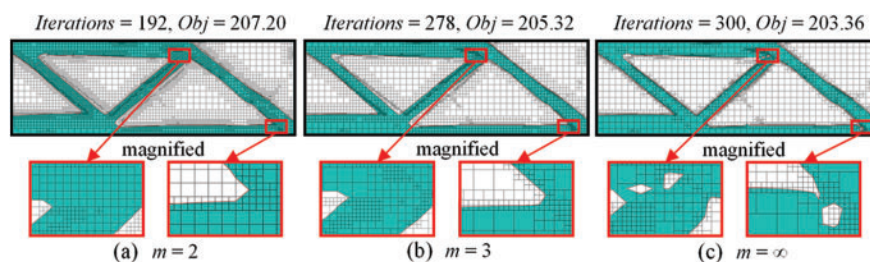 Iterations = 192, Obj = 207.20
Iterations = 278, Obj = 205.32
Iterations = 300, Obj = 203.36
magnified
magnified
magnified
(a) m = 2
(b) m = 3
(c) m = ∞